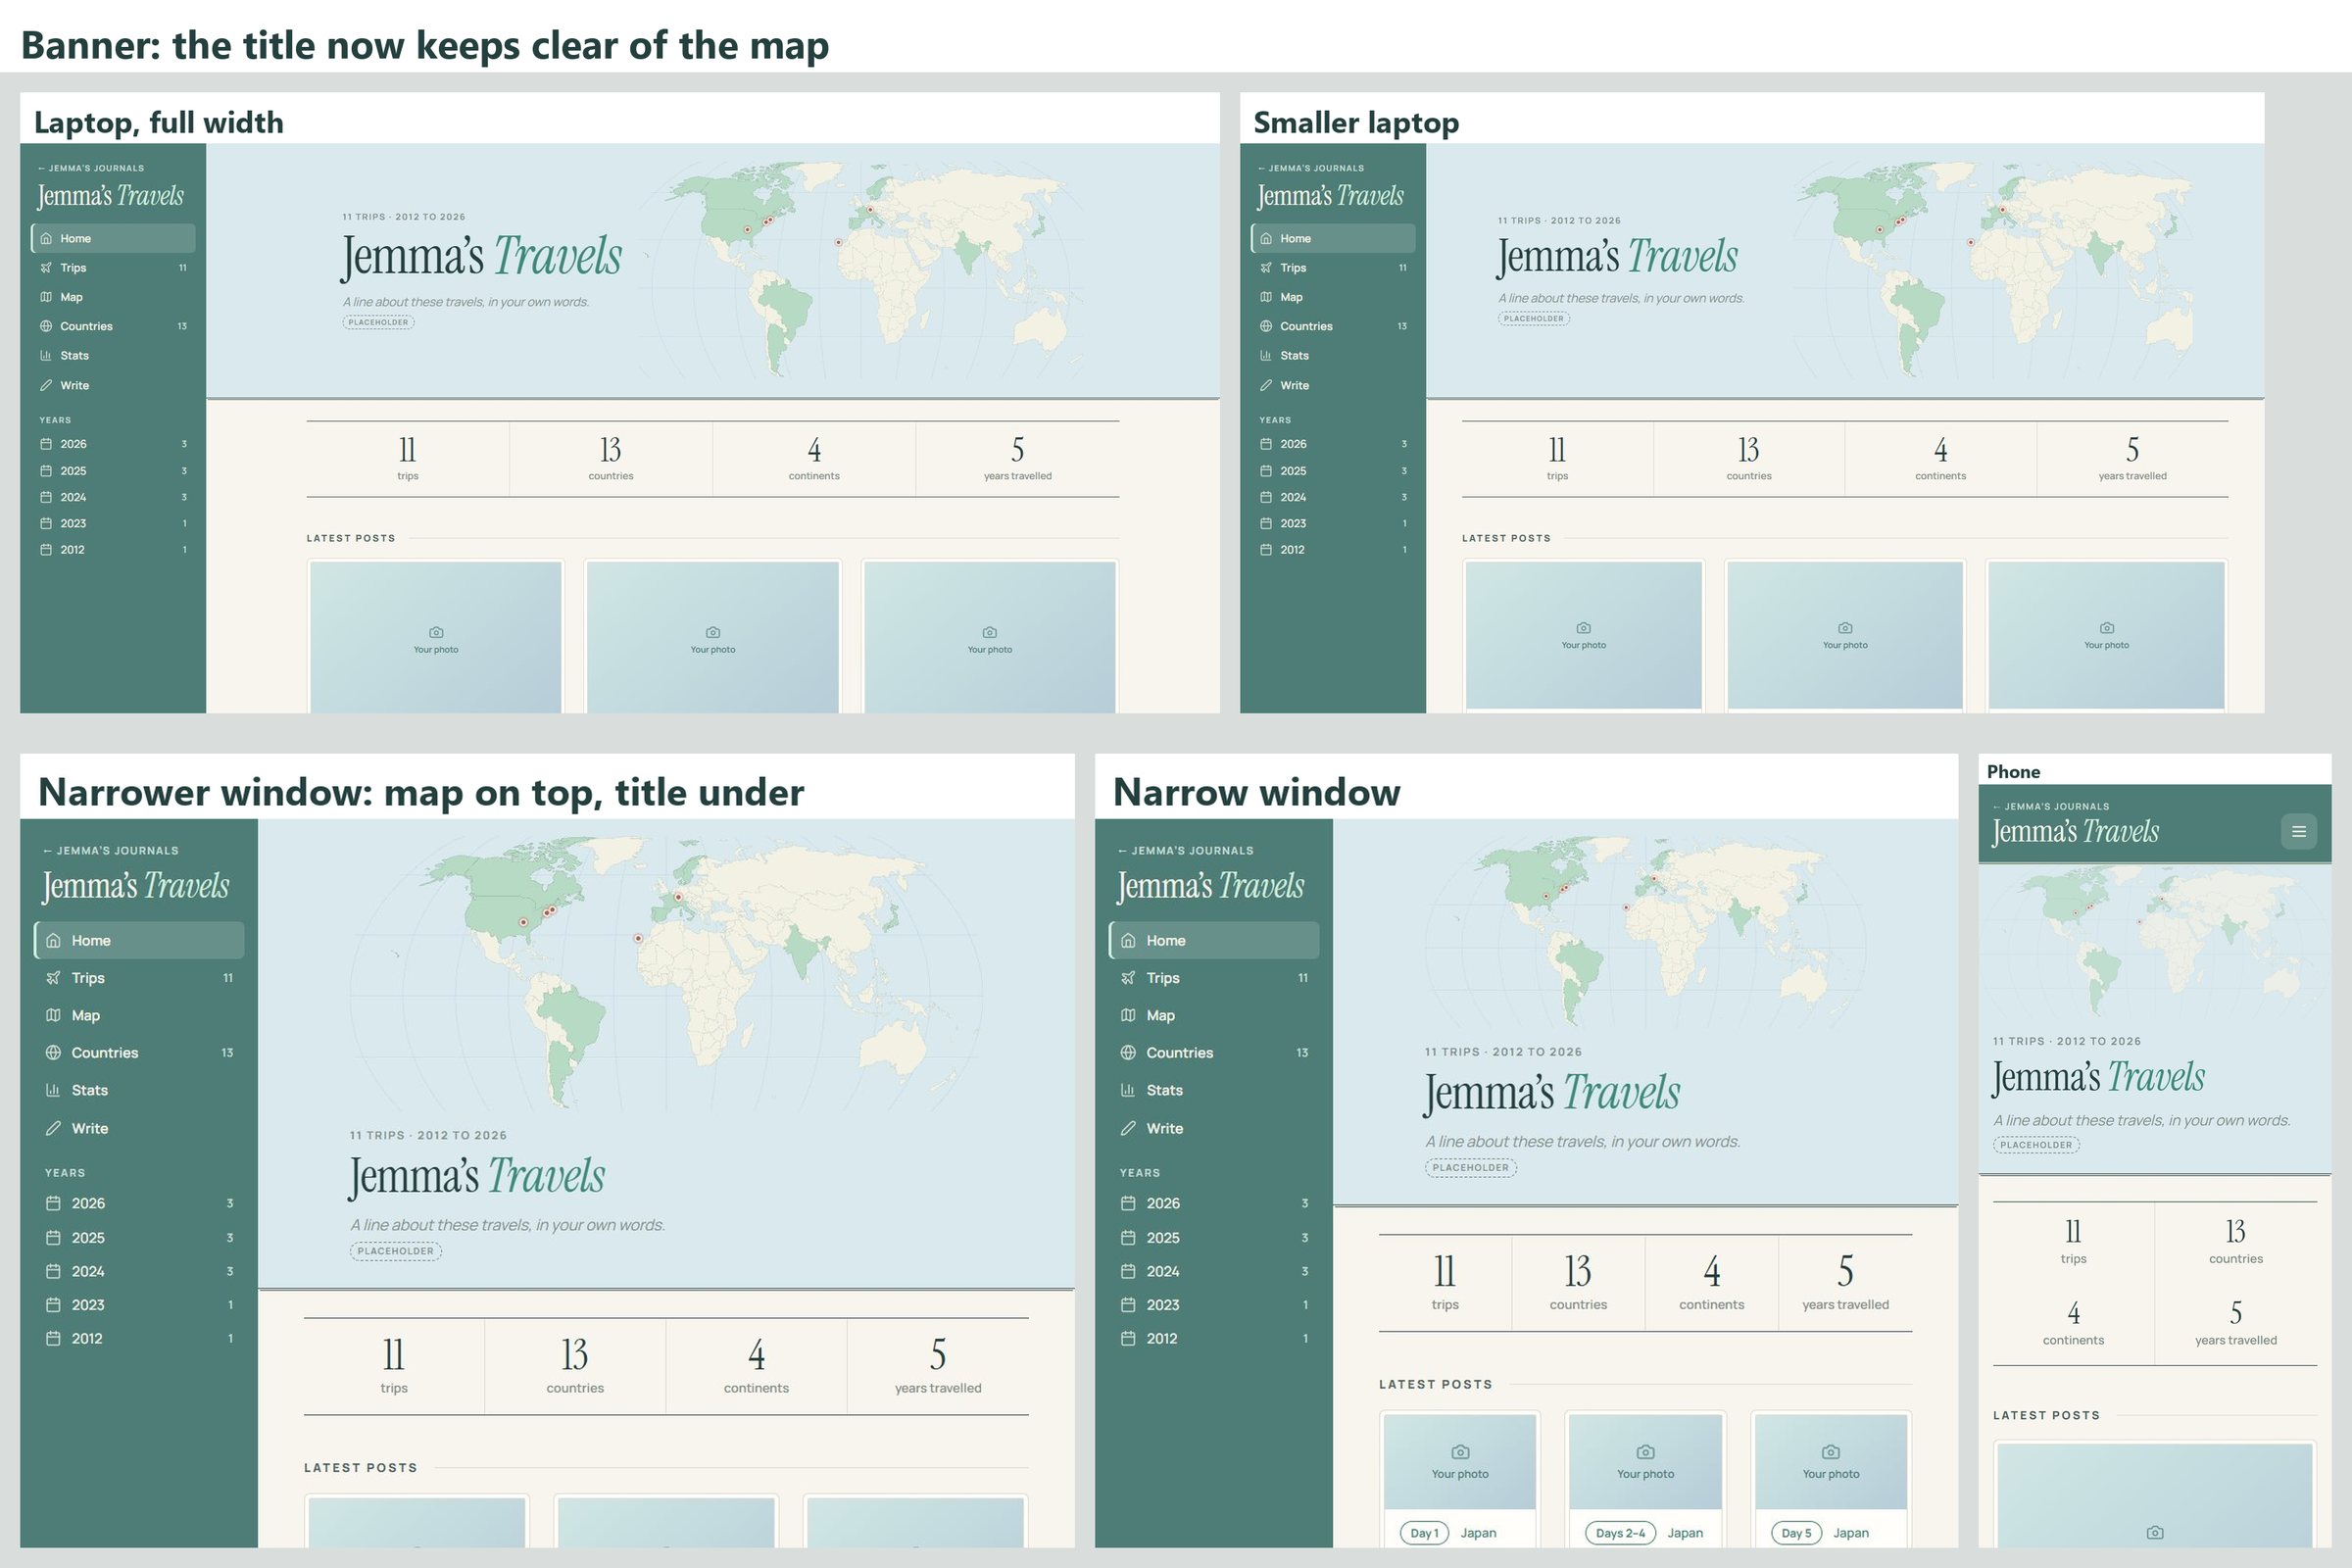 Banner: the title now keeps clear of the map
Laptop, full width
← JEMMA'S JOURNALS
Jemma's Travels
Home
Trips 11
Map
Countries 13
Stats
Write
YEARS
2026 3
2025 3
2024 3
2023 1
2012 1
11 TRIPS · 2012 TO 2026
Jemma's Travels
A line about these travels, in your own words.
PLACEHOLDER
11 13 4 5
trips countries continents years travelled
LATEST POSTS
Your photo Your photo Your photo
Smaller laptop
← JEMMA'S JOURNALS
Jemma's Travels
Home
Trips 11
Map
Countries 13
Stats
Write
YEARS
2026 3
2025 3
2024 3
2023 1
2012 1
11 TRIPS · 2012 TO 2026
Jemma's Travels
A line about these travels, in your own words.
PLACEHOLDER
11 13 4 5
trips countries continents years travelled
LATEST POSTS
Your photo Your photo Your photo
Narrower window: map on top, title under
← JEMMA'S JOURNALS
Jemma's Travels
Home
Trips 11
Map
Countries 13
Stats
Write
YEARS
2026 3
2025 3
2024 3
2023 1
2012 1
11 TRIPS · 2012 TO 2026
Jemma's Travels
A line about these travels, in your own words.
PLACEHOLDER
11 13 4 5
trips countries continents years travelled
LATEST POSTS
Narrow window
← JEMMA'S JOURNALS
Jemma's Travels
Home
Trips 11
Map
Countries 13
Stats
Write
YEARS
2026 3
2025 3
2024 3
2023 1
2012 1
11 TRIPS · 2012 TO 2026
Jemma's Travels
A line about these travels, in your own words.
PLACEHOLDER
11 13 4 5
trips countries continents years travelled
LATEST POSTS
Your photo Your photo Your photo
Day 1 Japan Days 2–4 Japan Day 5 Japan
Phone
← JEMMA'S JOURNALS
Jemma's Travels
11 TRIPS · 2012 TO 2026
Jemma's Travels
A line about these travels, in your own words.
PLACEHOLDER
11 13
trips countries
4 5
continents years travelled
LATEST POSTS